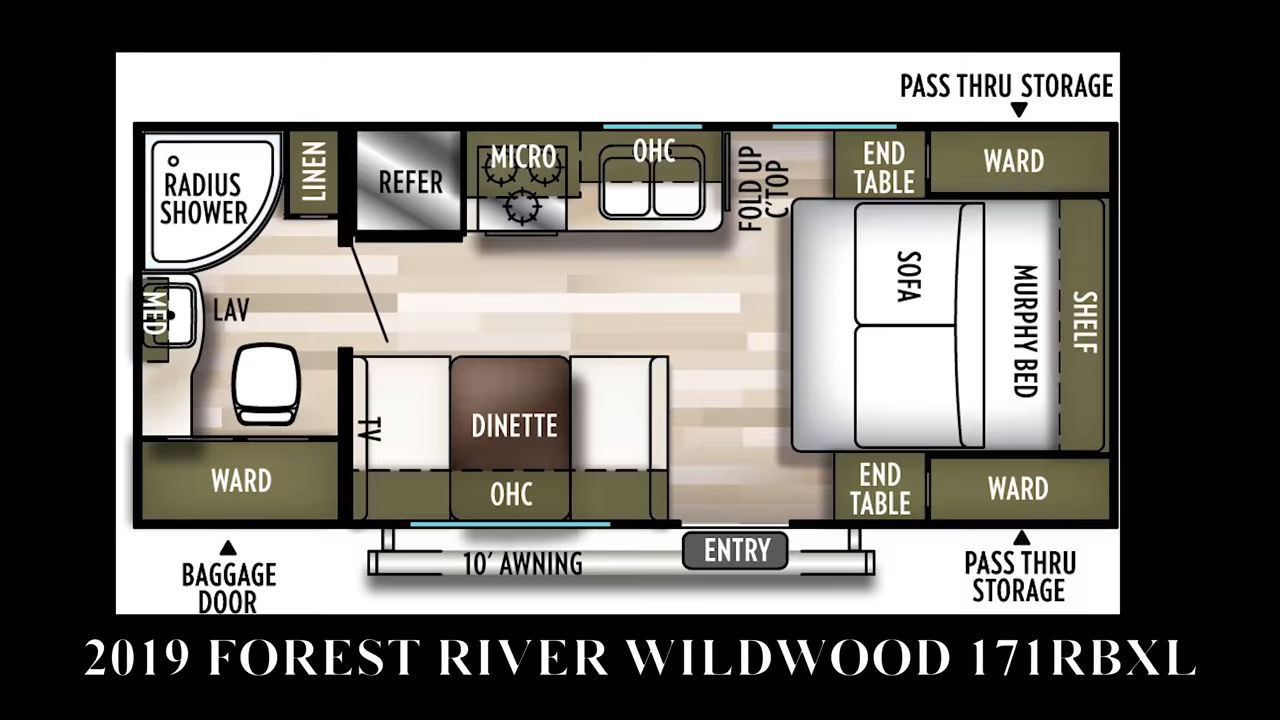 PASS THRU STORAGE
RADIUS
SHOWER
LINEN
REFER
MICRO
OHC
FOLD UP
C'TOP
END
TABLE
WARD
MED
LAV
SOFA
MURPHY BED
SHELF
TV
DINETTE
OHC
WARD
END
TABLE
WARD
BAGGAGE
DOOR
10' AWNING
ENTRY
PASS THRU
STORAGE
2019 FOREST RIVER WILDWOOD 171RBXL